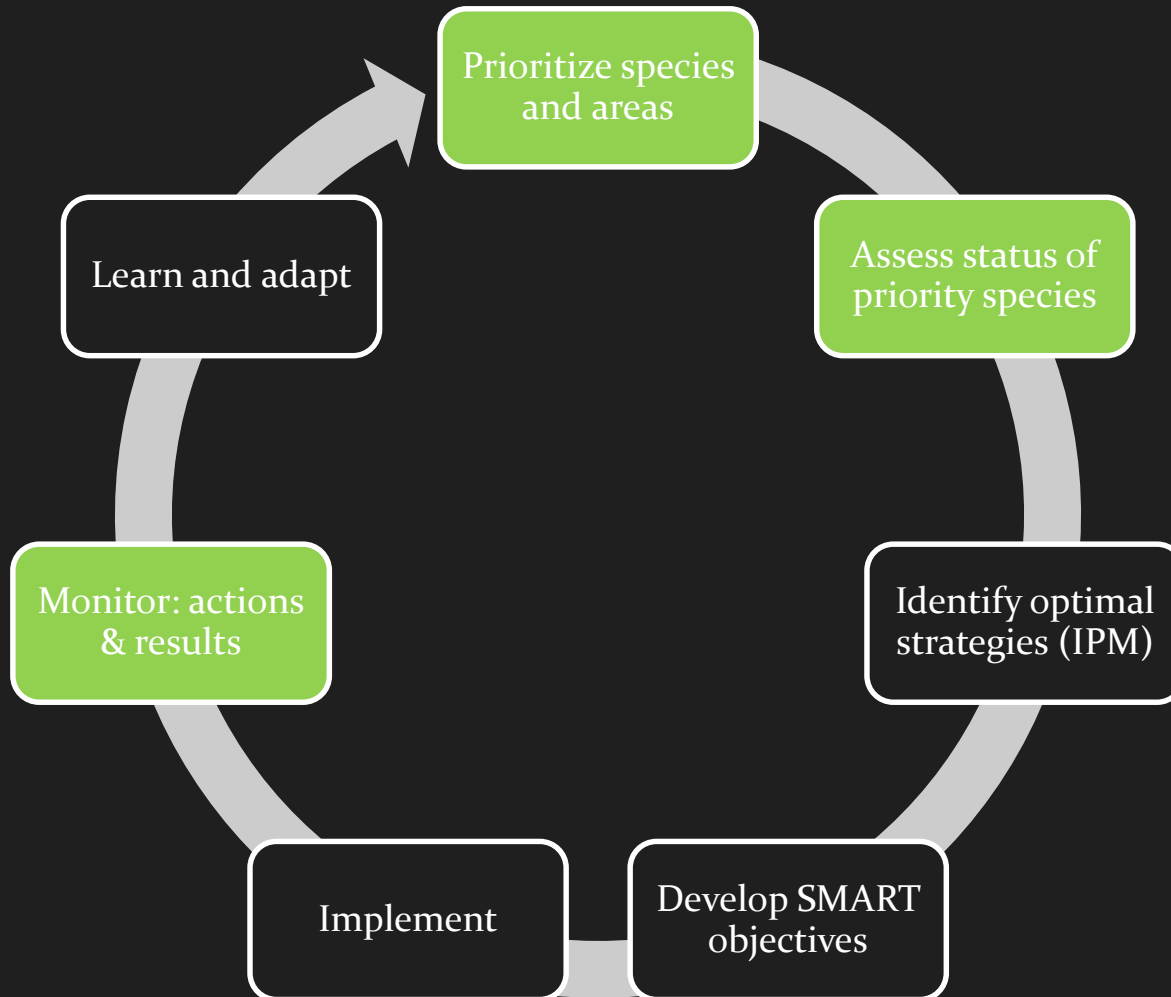 Prioritize species
and areas
Assess status of
priority species
Identify optimal
strategies (IPM)
Develop SMART
objectives
Implement
Monitor: actions
& results
Learn and adapt